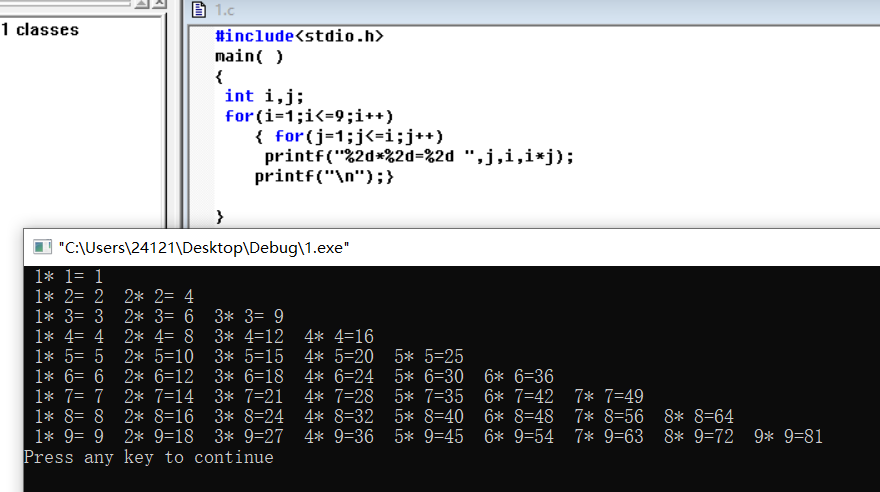 1.c
1 classes
#include<stdio.h>
main( )
{
 int i,j;
 for(i=1;i<=9;i++)
    { for(j=1;j<=i;j++)
     printf("%2d*%2d=%2d ",j,i,i*j);
    printf("\n");}
}
"C:\Users\24121\Desktop\Debug\1.exe"
 1* 1= 1
 1* 2= 2  2* 2= 4
 1* 3= 3  2* 3= 6  3* 3= 9
 1* 4= 4  2* 4= 8  3* 4=12  4* 4=16
 1* 5= 5  2* 5=10  3* 5=15  4* 5=20  5* 5=25
 1* 6= 6  2* 6=12  3* 6=18  4* 6=24  5* 6=30  6* 6=36
 1* 7= 7  2* 7=14  3* 7=21  4* 7=28  5* 7=35  6* 7=42  7* 7=49
 1* 8= 8  2* 8=16  3* 8=24  4* 8=32  5* 8=40  6* 8=48  7* 8=56  8* 8=64
 1* 9= 9  2* 9=18  3* 9=27  4* 9=36  5* 9=45  6* 9=54  7* 9=63  8* 9=72  9* 9=81
Press any key to continue